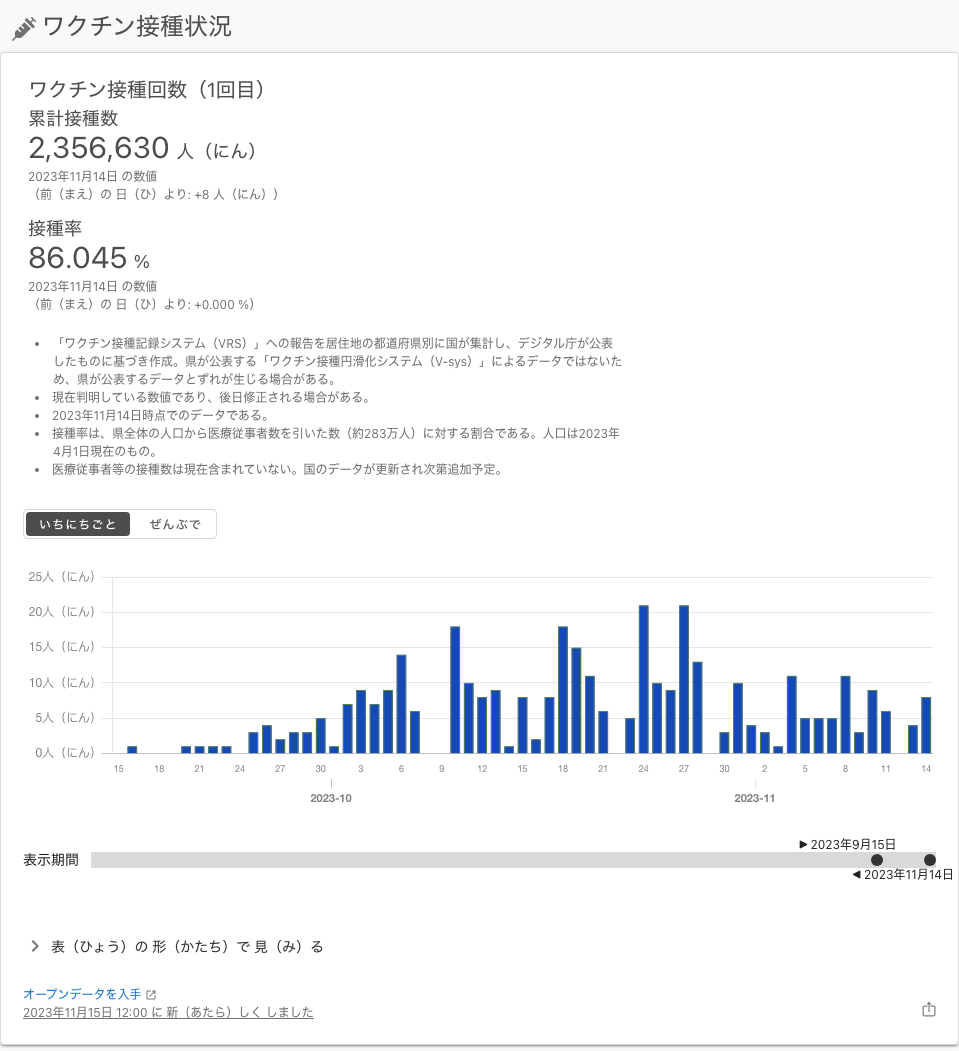 ワクチン接種状況
ワクチン接種回数（1回目）
累計接種数
2,356,630 人（にん）
2023年11月14日 の数値
（前（まえ）の 日（ひ）より: +8 人（にん））
接種率
86.045 %
2023年11月14日 の数値
（前（まえ）の 日（ひ）より: +0.000 %）
• 「ワクチン接種記録システム（VRS）」への報告を居住地の都道府県別に国が集計し、デジタル庁が公表
したものに基づき作成。県が公表する「ワクチン接種円滑化システム（V-sys）」によるデータではないた
め、県が公表するデータとずれが生じる場合がある。
• 現在判明している数値であり、後日修正される場合がある。
• 2023年11月14日時点でのデータである。
• 接種率は、県全体の人口から医療従事者数を引いた数（約283万人）に対する割合である。人口は2023年
4月1日現在のもの。
• 医療従事者等の接種数は現在含まれていない。国のデータが更新され次第追加予定。
いちにちごと ぜんぶで
25人（にん）
20人（にん）
15人（にん）
10人（にん）
5人（にん）
0人（にん）
15 18 21 24 27 30 3 6 9 12 15 18 21 24 27 30 2 5 8 11 14
2023-10 2023-11
▶ 2023年9月15日
表示期間
◀ 2023年11月14日
表（ひょう）の 形（かたち）で 見（み）る
オープンデータを入手
2023年11月15日 12:00 に 新（あたら）しく しました